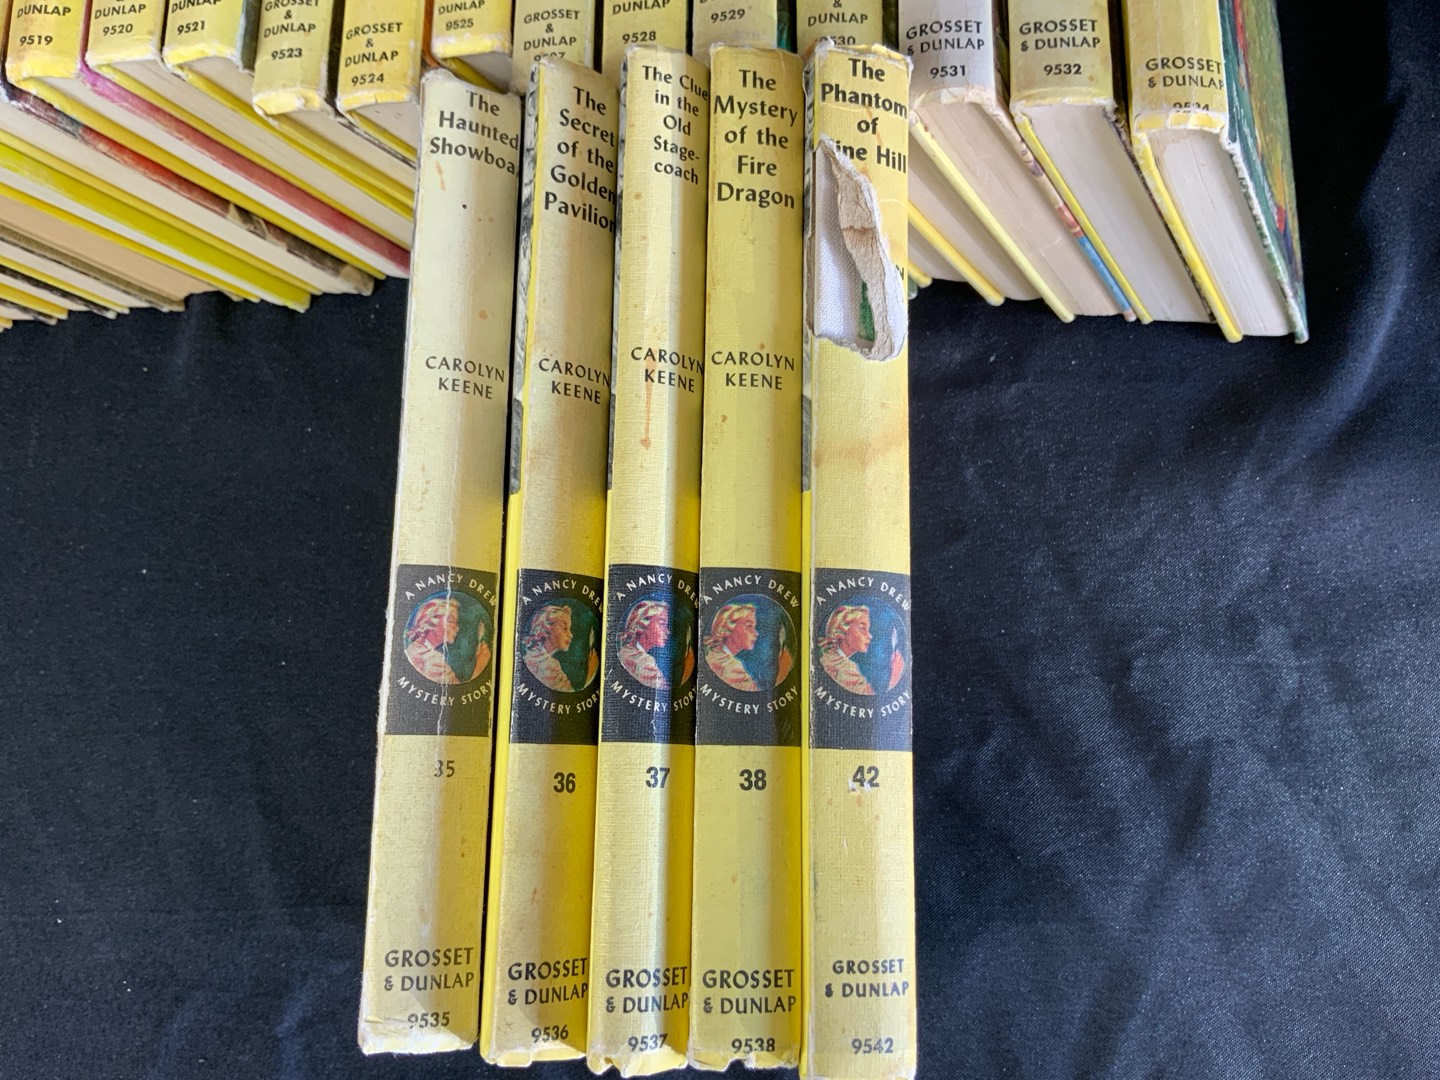 DUNLAP
9519
DUNLAP
9520
DUNLAP
9521
GROSSET
&
DUNLAP
9523
GROSSET
&
DUNLAP
9524
DUNLAP
9525
GROSSET
&
DUNLAP
DUNLAP
9528
& DUNLAP
9529
&
DUNLAP
9530
GROSSET
& DUNLAP
9531
GROSSET
& DUNLAP
9532
GROSSET
& DUNLAP
The
Haunted
Showboa
CAROLYN
KEENE
A NANCY DREW
MYSTERY STORY
35
GROSSET
& DUNLAP
9535
The
Secret
of the
Golden
Pavilion
CAROLYN
KEENE
A NANCY DREW
MYSTERY STORY
36
GROSSET
& DUNLAP
9536
The Clue
in the
Old
Stage-
coach
CAROLYN
KEENE
A NANCY DREW
MYSTERY STORY
37
GROSSET
& DUNLAP
9537
The
Mystery
of the
Fire
Dragon
CAROLYN
KEENE
A NANCY DREW
MYSTERY STORY
38
GROSSET
& DUNLAP
9538
The
Phantom
of
ine Hill
N
A NANCY DREW
MYSTERY STORY
42
GROSSET
& DUNLAP
9542